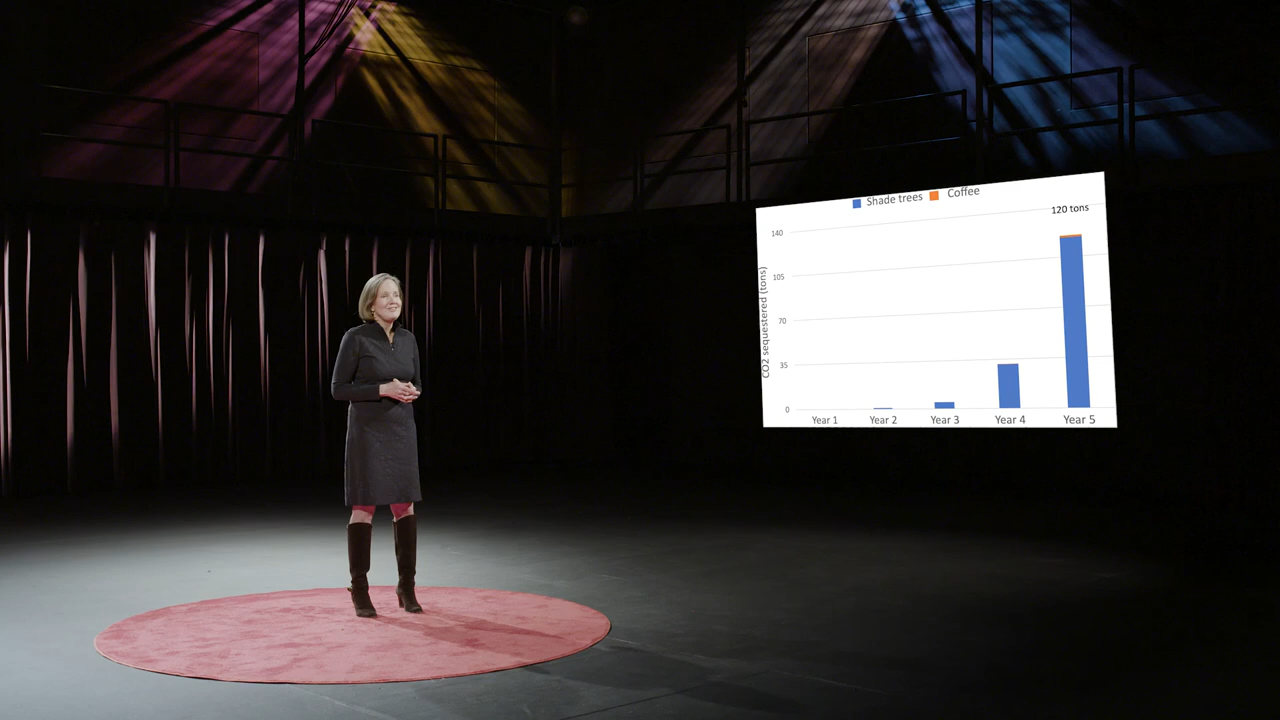 Shade trees Coffee
120 tons
140
105
70
35
0
CO2 sequestered (tons)
Year 1 Year 2 Year 3 Year 4 Year 5